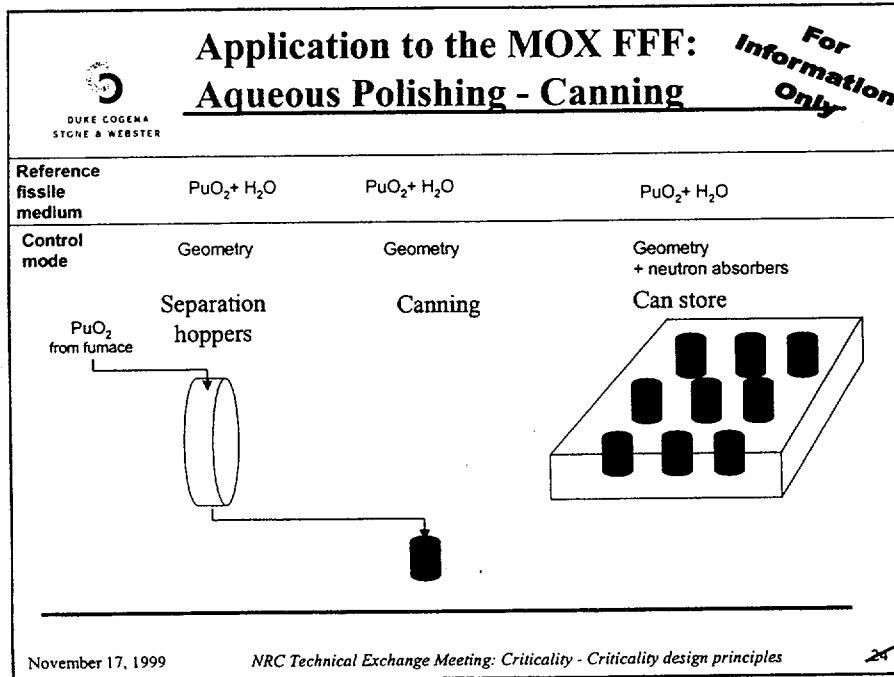 Application to the MOX FFF:
Aqueous Polishing - Canning
For
Information
Only
DUKE COGEMA
STONE & WEBSTER
Reference
fissile
medium
PuO2+ H2O
PuO2+ H2O
PuO2+ H2O
Control
mode
Geometry
Geometry
Geometry
+ neutron absorbers
Separation
hoppers
Canning
Can store
PuO2
from furnace
November 17, 1999
NRC Technical Exchange Meeting: Criticality - Criticality design principles
24